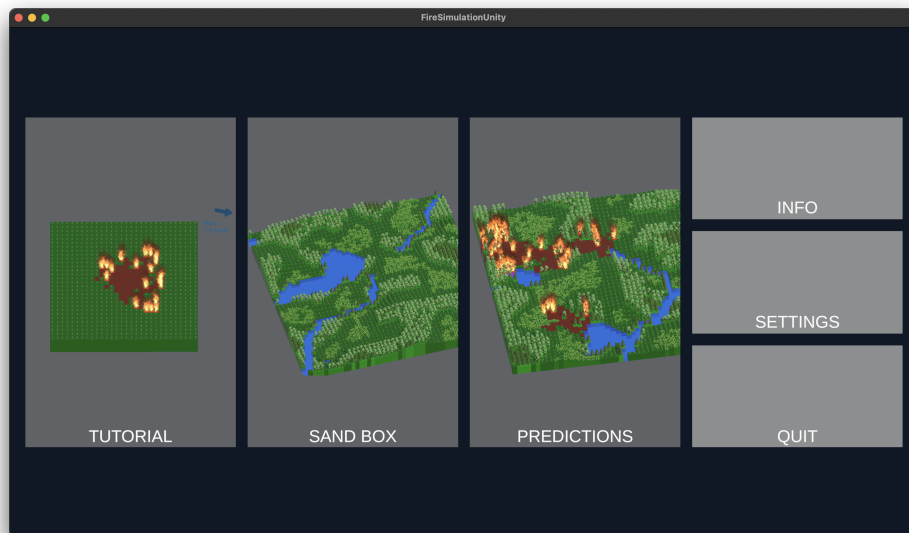 FireSimulationUnity
TUTORIAL
SAND BOX
PREDICTIONS
INFO
SETTINGS
QUIT